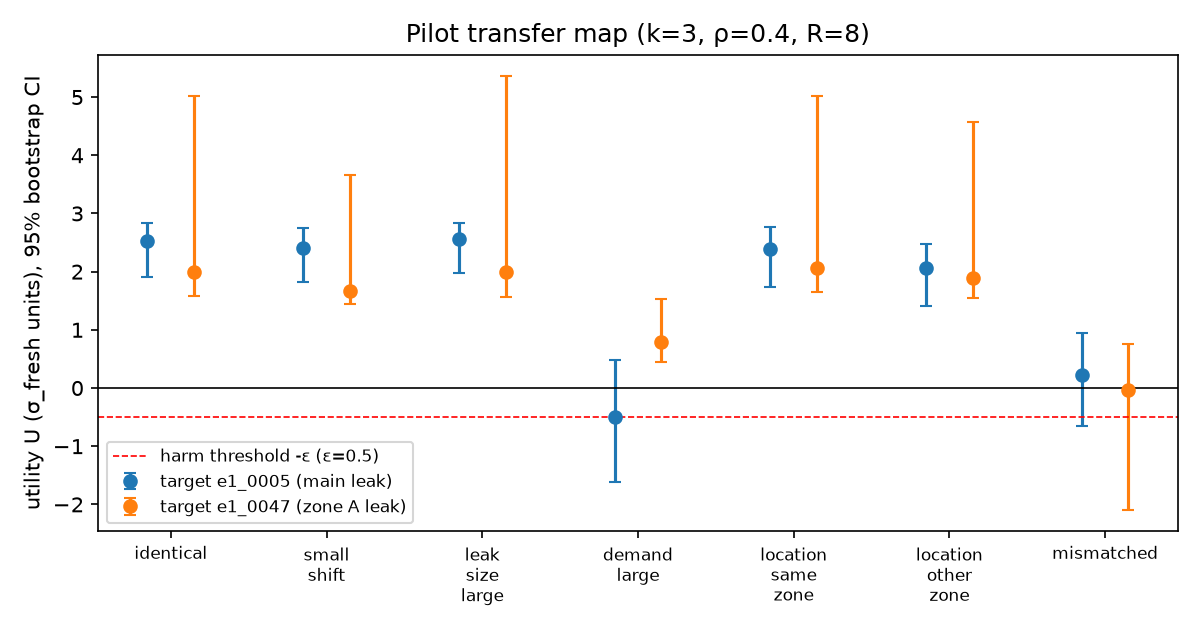 Pilot transfer map (k=3, ρ=0.4, R=8)
utility U (σ_fresh units), 95% bootstrap CI
5
4
3
2
1
0
−1
−2
harm threshold -ε (ε=0.5)
target e1_0005 (main leak)
target e1_0047 (zone A leak)
identical
small
shift
leak
size
large
demand
large
location
same
zone
location
other
zone
mismatched